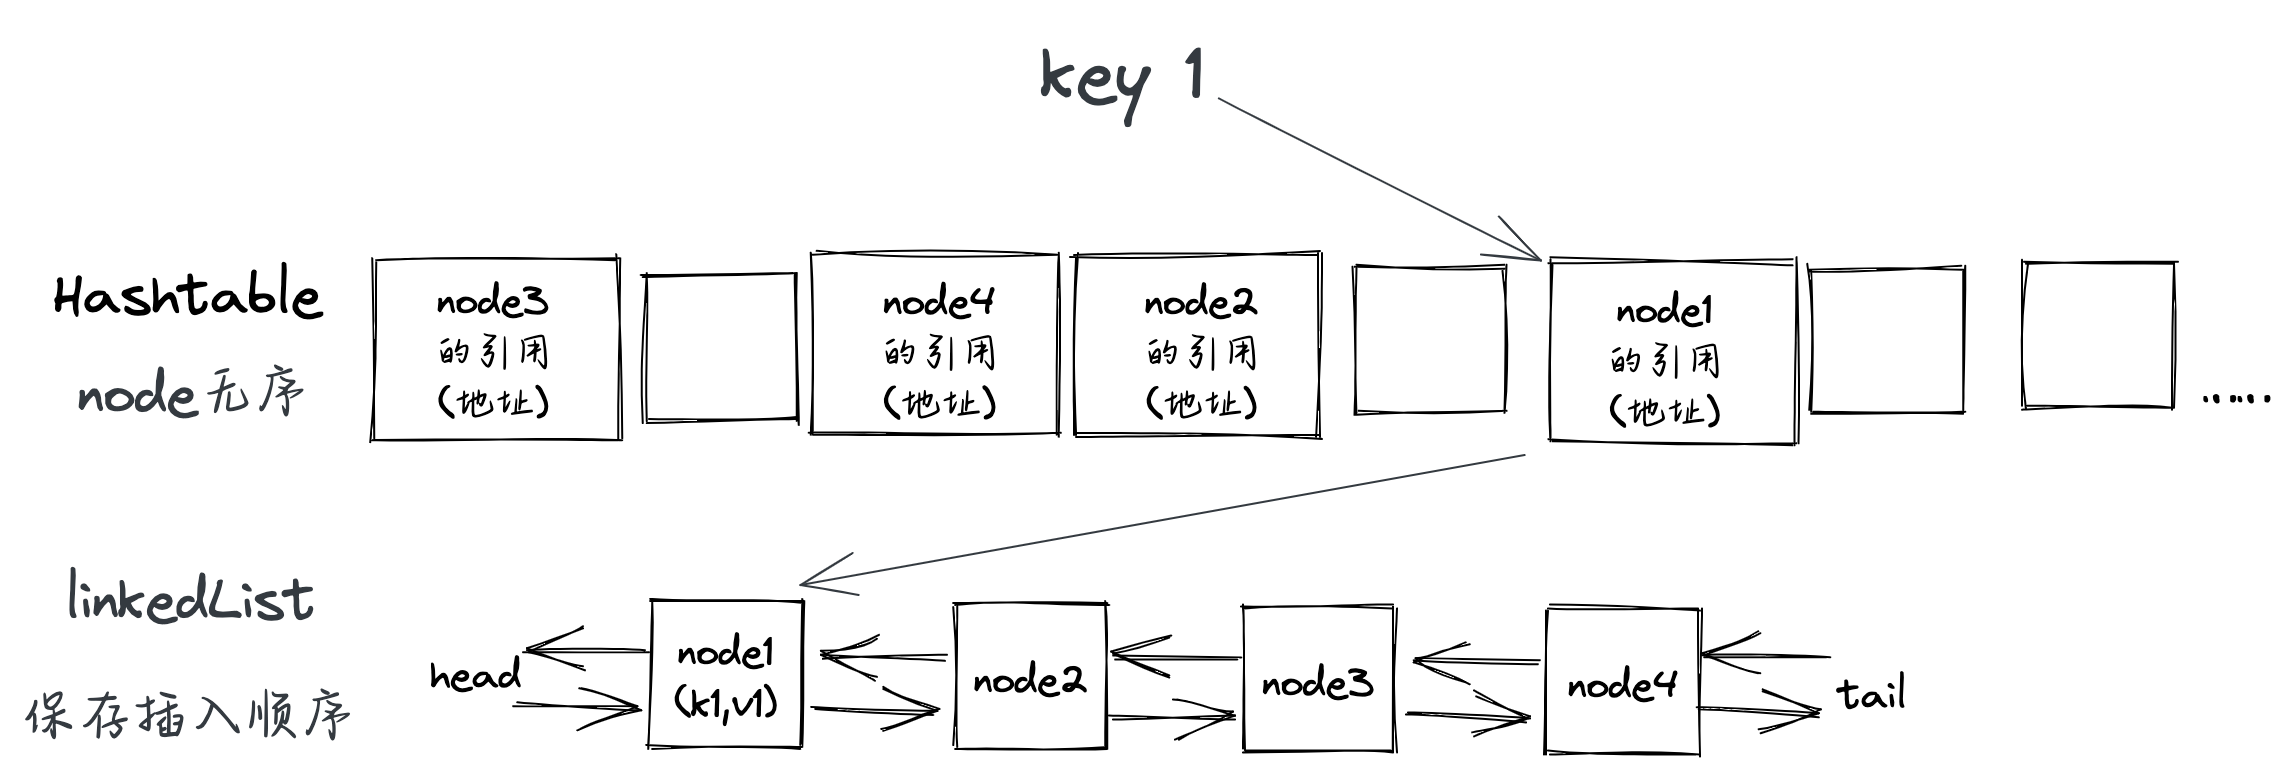 key 1
Hashtable
node无序
node3
的引用
(地址)
node4
的引用
(地址)
node2
的引用
(地址)
node1
的引用
(地址)
......
linkedList
保存插入顺序
head
node1
(k1,v1)
node2
node3
node4
tail